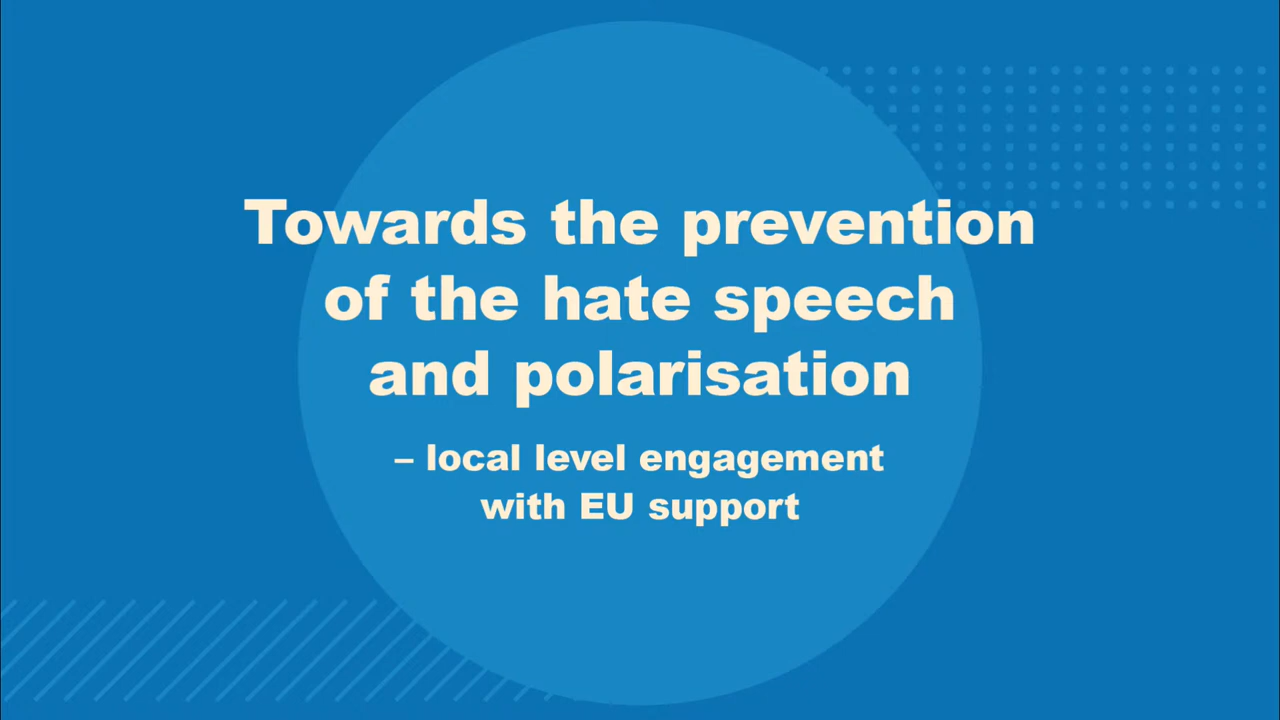 Towards the prevention
of the hate speech
and polarisation
– local level engagement
with EU support